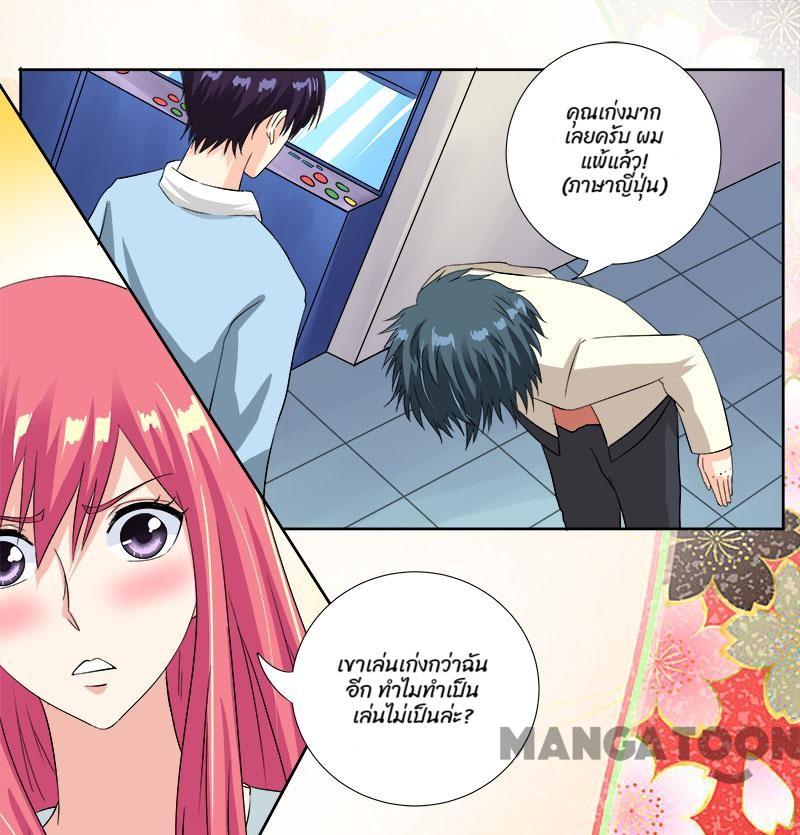 คุณเก่งมาก
เลยครับ ผม
แพ้แล้ว!
(ภาษาญี่ปุ่น)
เขาเล่นเก่งกว่าฉัน
อีก ทำไมทำเป็น
เล่นไม่เป็นล่ะ?
MANGATOON